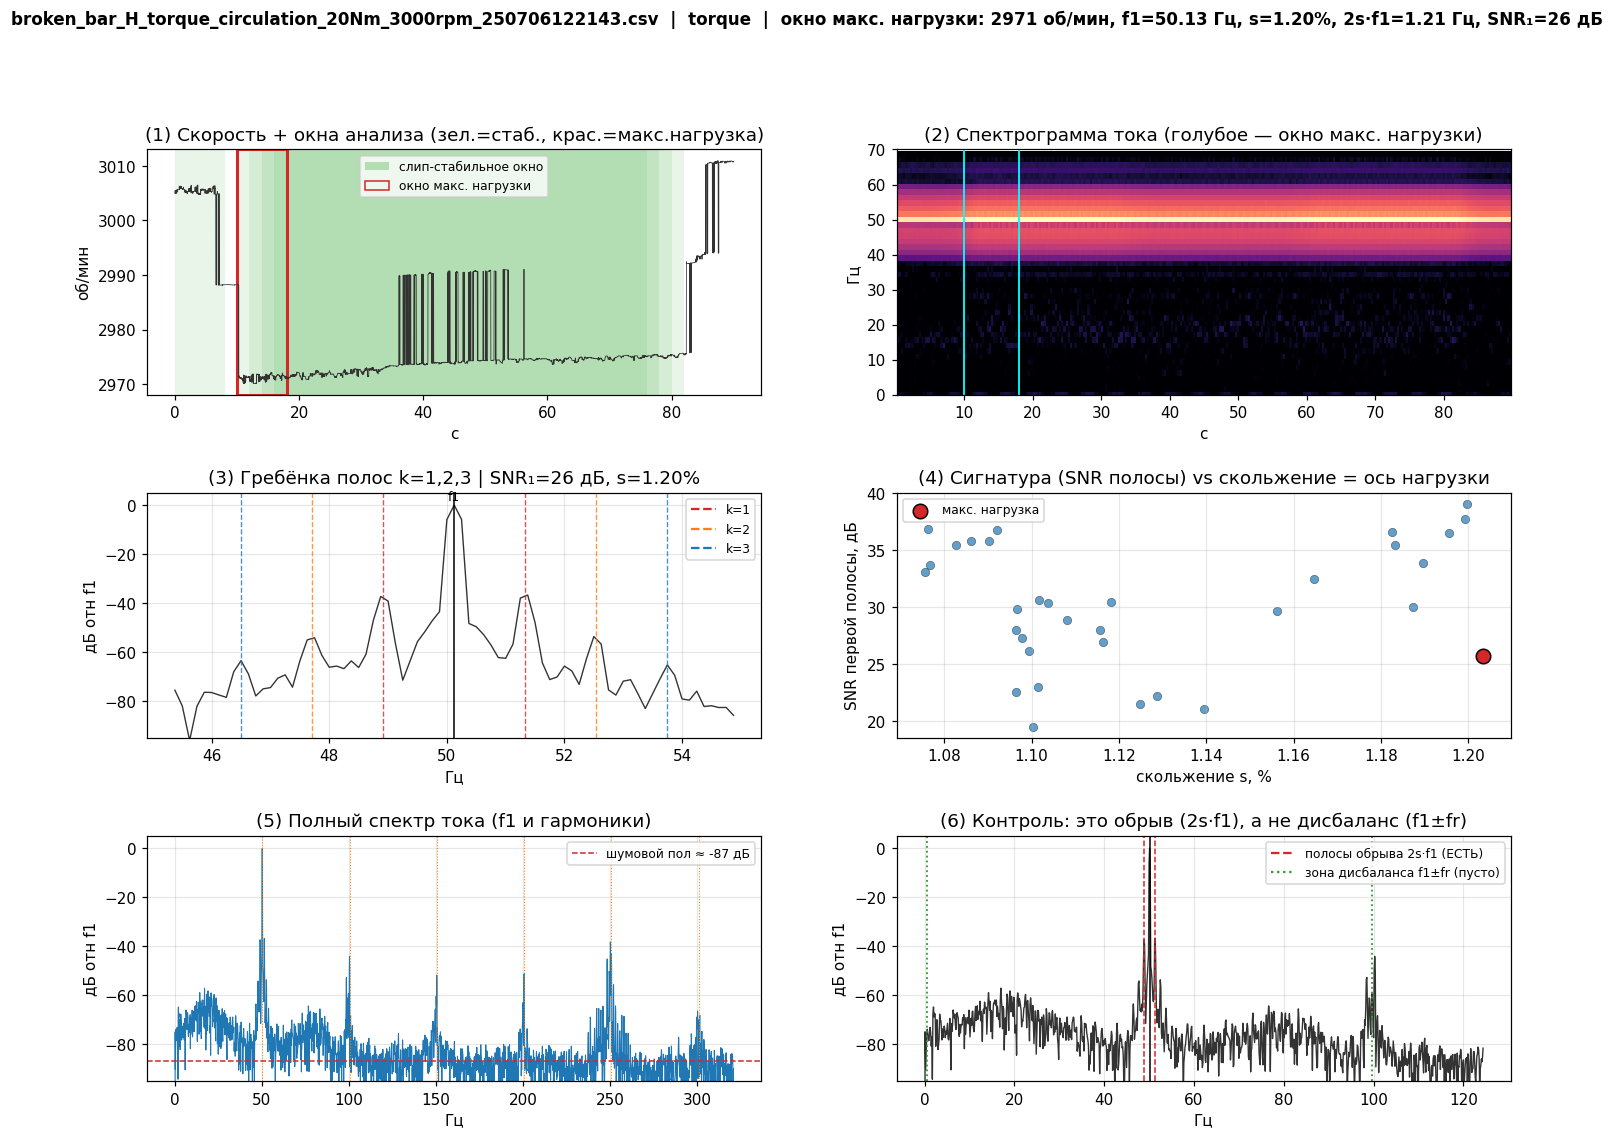 broken_bar_H_torque_circulation_20Nm_3000rpm_250706122143.csv | torque | окно макс. нагрузки: 2971 об/мин, f1=50.13 Гц, s=1.20%, 2s·f1=1.21 Гц, SNR₁=26 дБ
(1) Скорость + окна анализа (зел.=стаб., крас.=макс.нагрузка)
слип-стабильное окно
окно макс. нагрузки
об/мин
3010
3000
2990
2980
2970
0 20 40 60 80
с
(2) Спектрограмма тока (голубое — окно макс. нагрузки)
Гц
70
60
50
40
30
20
10
0
10 20 30 40 50 60 70 80
с
(3) Гребёнка полос k=1,2,3 | SNR₁=26 дБ, s=1.20%
f1
k=1
k=2
k=3
дБ отн f1
0
−20
−40
−60
−80
46 48 50 52 54
Гц
(4) Сигнатура (SNR полосы) vs скольжение = ось нагрузки
макс. нагрузка
SNR первой полосы, дБ
40
35
30
25
20
1.08 1.10 1.12 1.14 1.16 1.18 1.20
скольжение s, %
(5) Полный спектр тока (f1 и гармоники)
шумовой пол ≈ -87 дБ
дБ отн f1
0
−20
−40
−60
−80
0 50 100 150 200 250 300
Гц
(6) Контроль: это обрыв (2s·f1), а не дисбаланс (f1±fr)
полосы обрыва 2s·f1 (ЕСТЬ)
зона дисбаланса f1±fr (пусто)
дБ отн f1
0
−20
−40
−60
−80
0 20 40 60 80 100 120
Гц